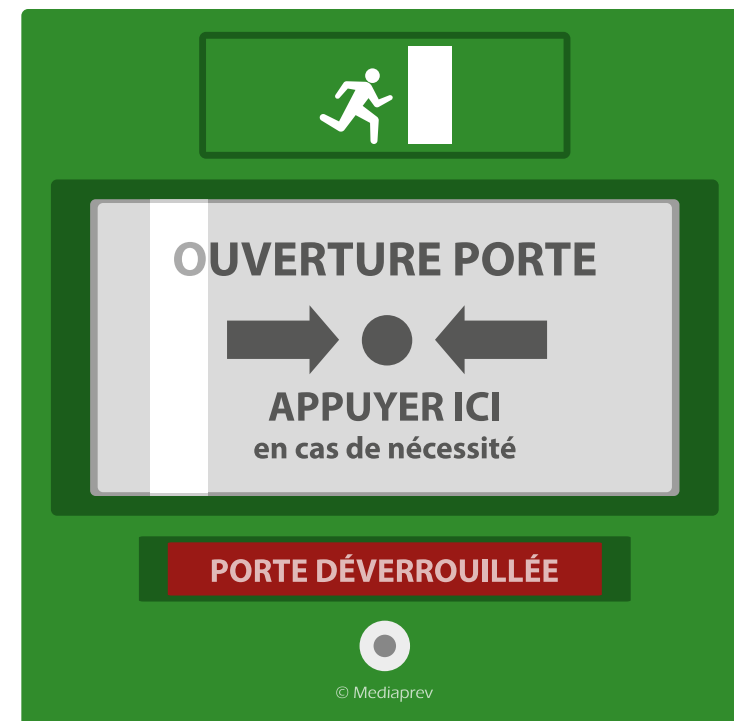 OUVERTURE PORTE
APPUYER ICI
en cas de nécessité
PORTE DÉVERROUILLÉE
© Mediaprev